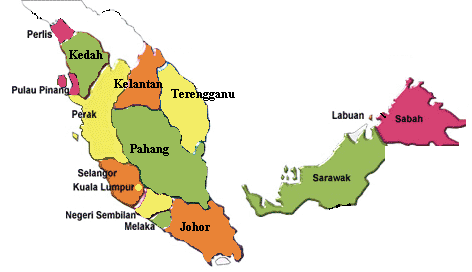 Perlis
Kedah
Pulau Pinang
Kelantan
Terengganu
Perak
Pahang
Selangor
Kuala Lumpur
Negeri Sembilan
Melaka
Johor
Labuan
Sabah
Sarawak